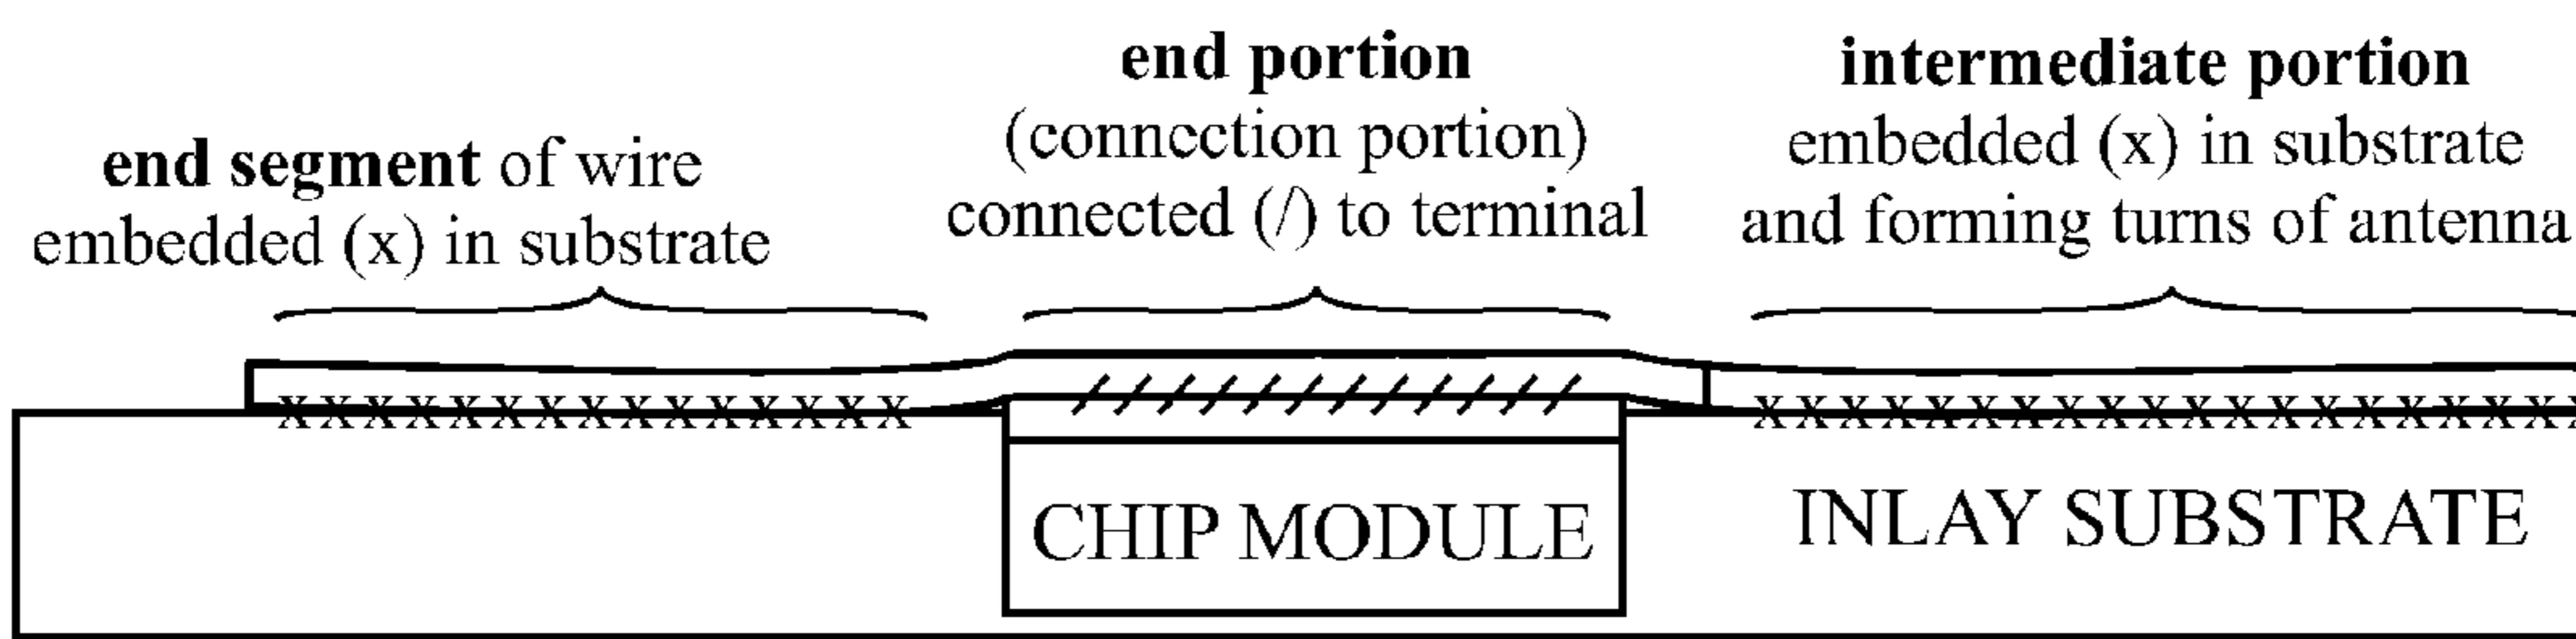 end segment of wire
embedded (x) in substrate
end portion
(connection portion)
connected (/) to terminal
intermediate portion
embedded (x) in substrate
and forming turns of antenna
x x x x x x x x x x x x x x x
/ / / / / / / / / / / /
x x x x x x x x x x x x x x x x x x x x
CHIP MODULE
INLAY SUBSTRATE